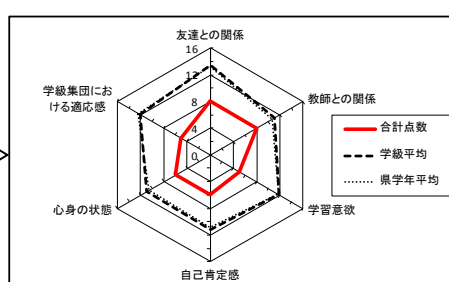 友達との関係
16
12
8
4
0
学級集団にお
ける適応感
教師との関係
合計点数
学級平均
県学年平均
心身の状態
学習意欲
自己肯定感